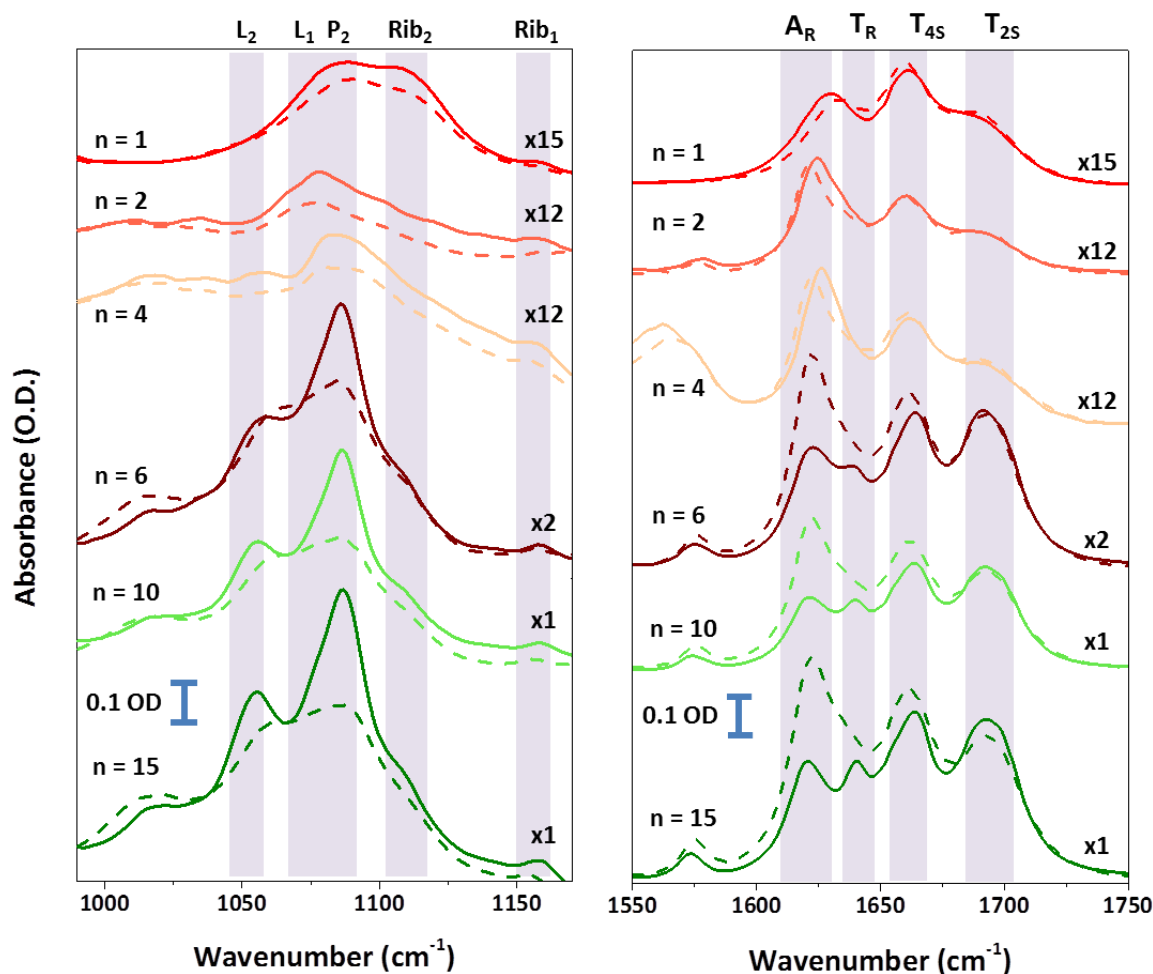 L₂ L₁ P₂ Rib₂ Rib₁
A_R T_R T₄S T₂S
n = 1 x15
n = 2 x12
n = 4 x12
n = 6 x2
n = 10 x1
0.1 OD
n = 15 x1
n = 1 x15
n = 2 x12
n = 4 x12
n = 6 x2
n = 10 x1
0.1 OD
n = 15 x1
Absorbance (O.D.)
1000 1050 1100 1150
1550 1600 1650 1700 1750
Wavenumber (cm⁻¹)
Wavenumber (cm⁻¹)